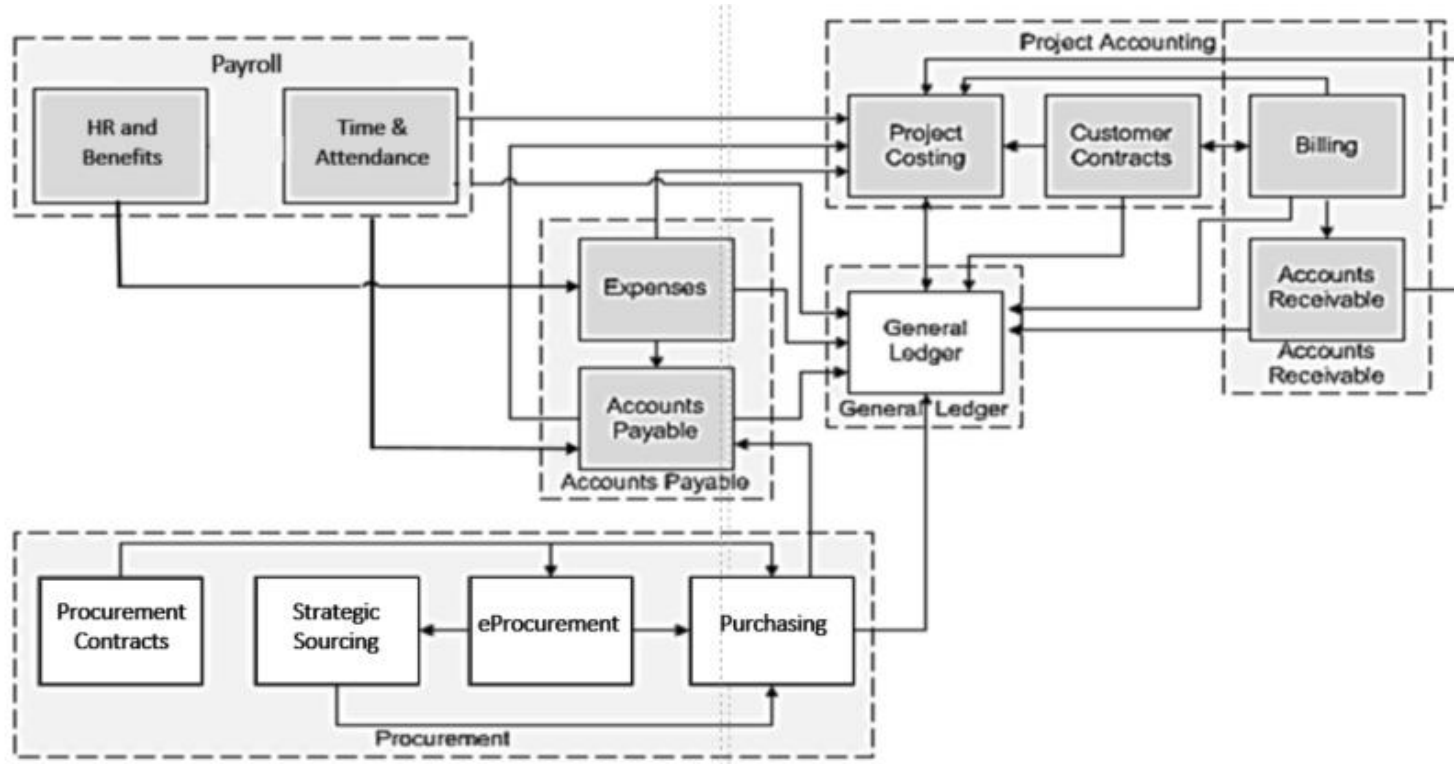 Payroll
HR and
Benefits
Time &
Attendance
Project Accounting
Project
Costing
Customer
Contracts
Billing
Expenses
Accounts
Payable
Accounts Payable
General
Ledger
General Ledger
Accounts
Receivable
Accounts
Receivable
Procurement
Contracts
Strategic
Sourcing
eProcurement
Purchasing
Procurement